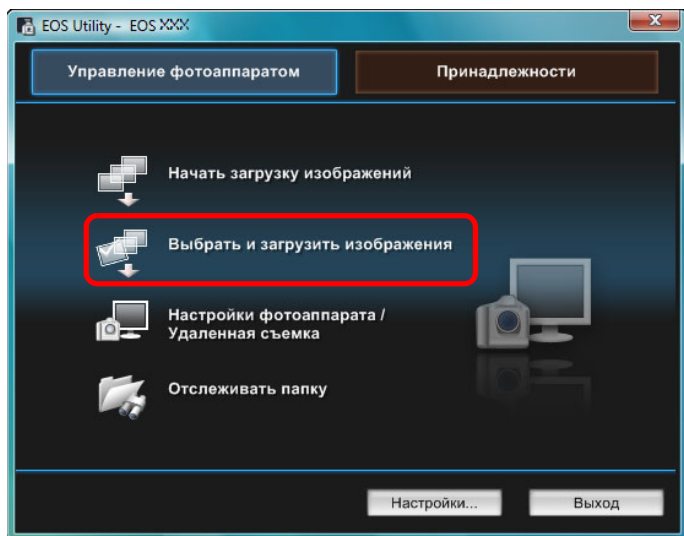 EOS Utility - EOS XXX
Управление фотоаппаратом
Принадлежности
Начать загрузку изображений
Выбрать и загрузить изображения
Настройки фотоаппарата /
Удаленная съемка
Отслеживать папку
Настройки...
Выход